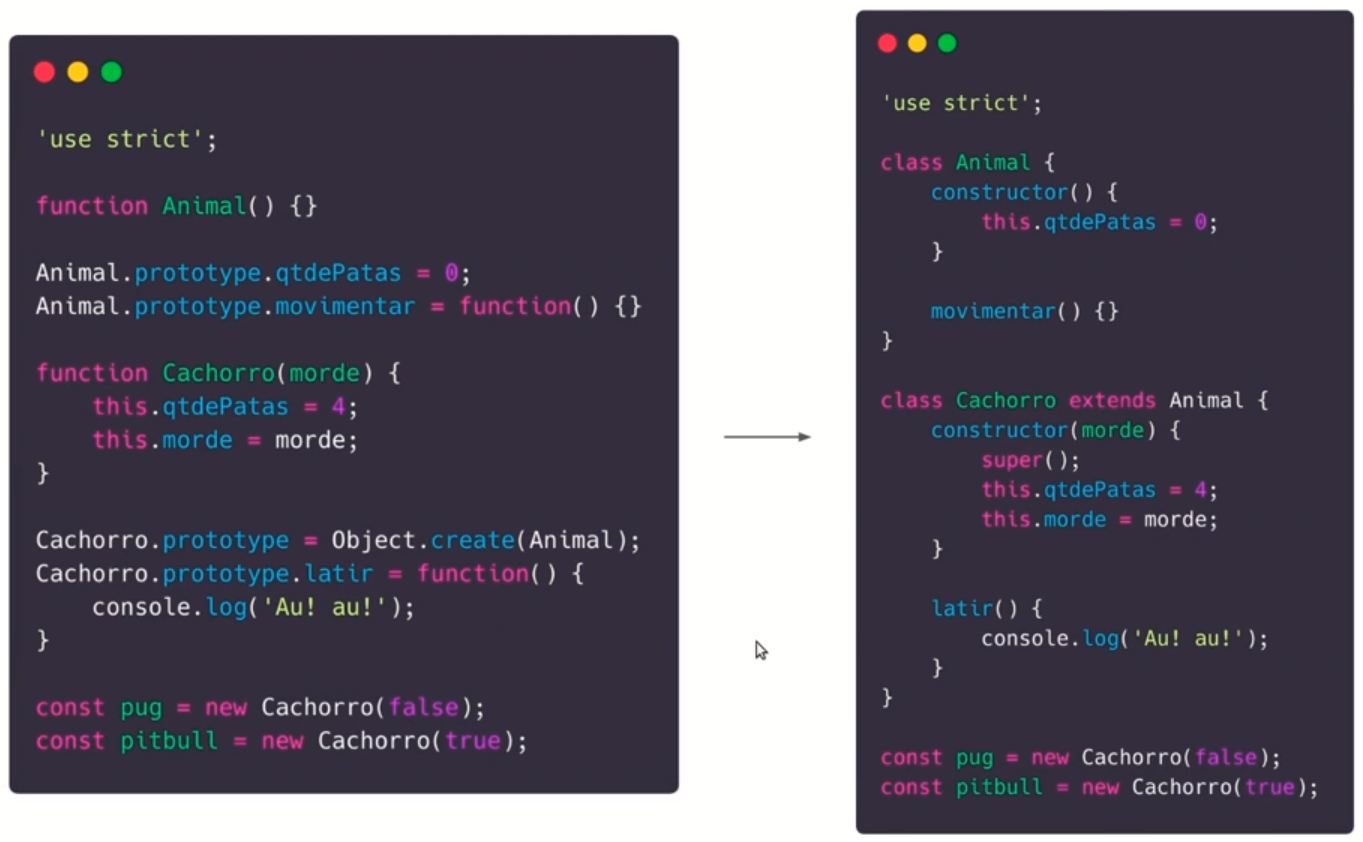 'use strict';
function Animal() {}
Animal.prototype.qtdePatas = 0;
Animal.prototype.movimentar = function() {}
function Cachorro(morde) {
    this.qtdePatas = 4;
    this.morde = morde;
}
Cachorro.prototype = Object.create(Animal);
Cachorro.prototype.latir = function() {
    console.log('Au! au!');
}
const pug = new Cachorro(false);
const pitbull = new Cachorro(true);
'use strict';
class Animal {
    constructor() {
        this.qtdePatas = 0;
    }
    movimentar() {}
}
class Cachorro extends Animal {
    constructor(morde) {
        super();
        this.qtdePatas = 4;
        this.morde = morde;
    }
    latir() {
        console.log('Au! au!');
    }
}
const pug = new Cachorro(false);
const pitbull = new Cachorro(true);